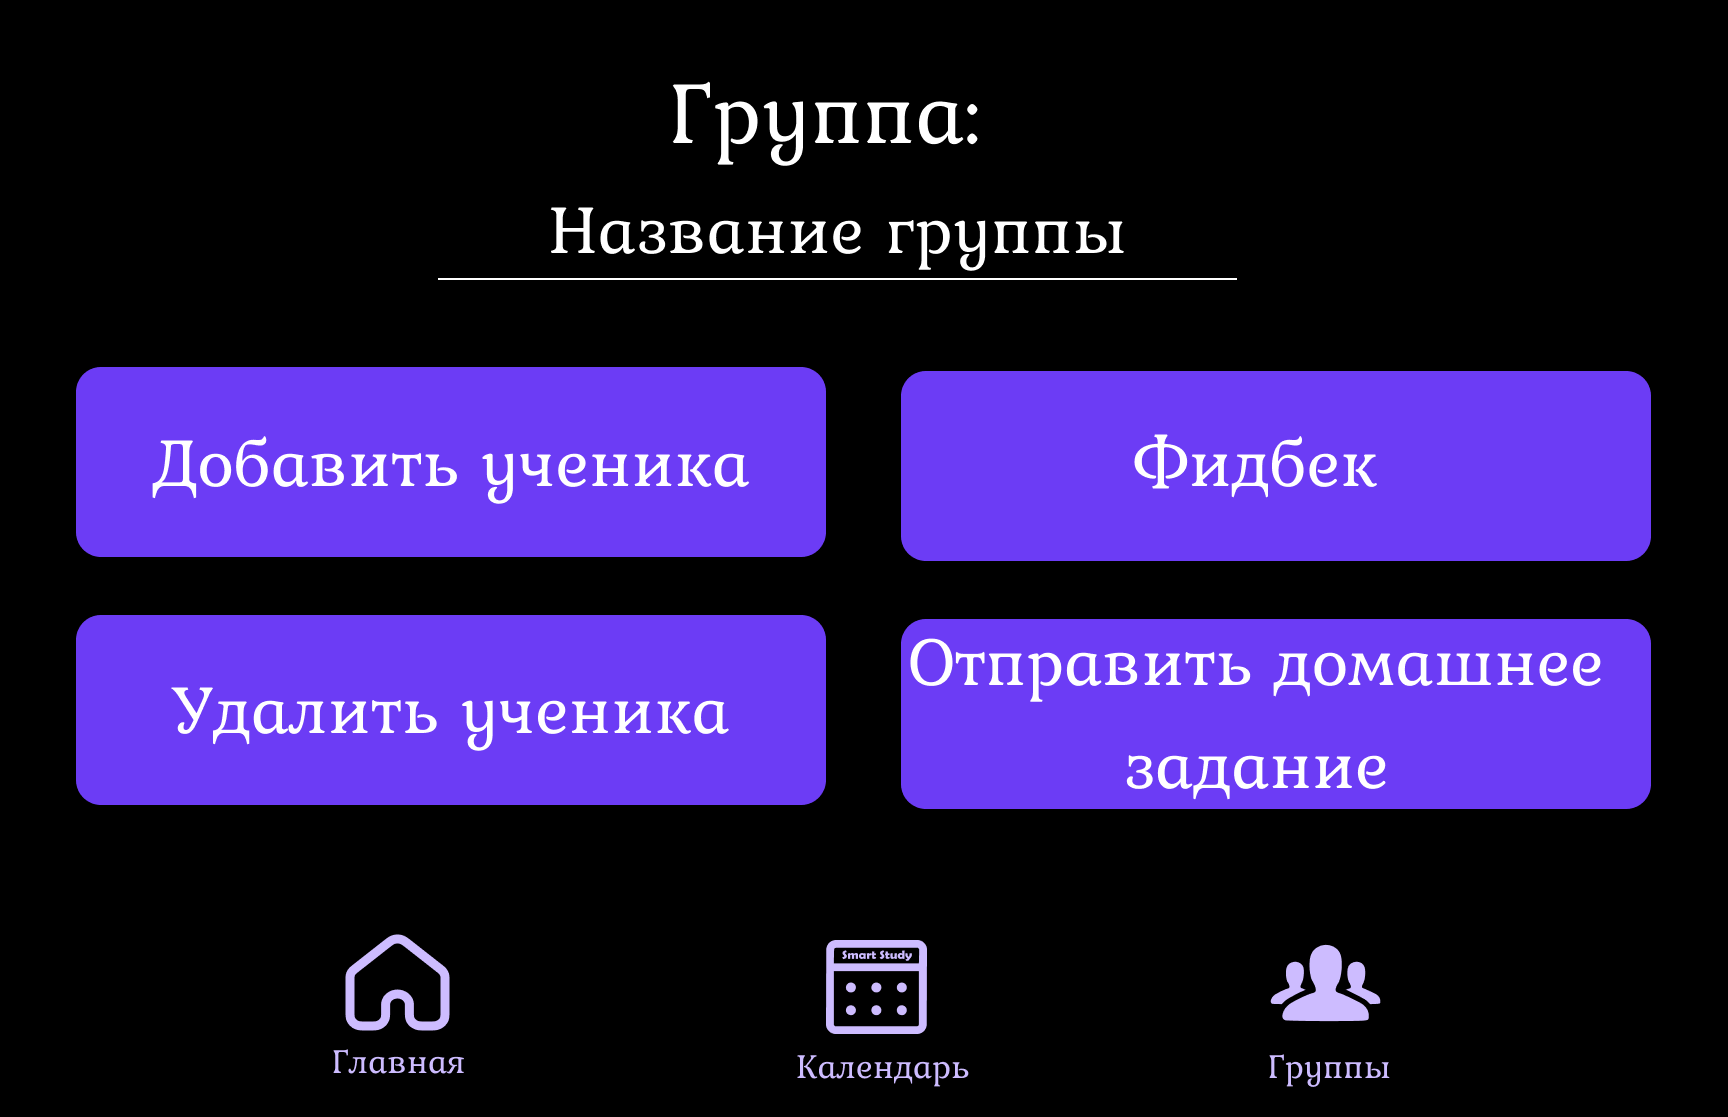 Группа:
Название группы
Добавить ученика
Фидбек
Удалить ученика
Отправить домашнее
задание
Smart Study
Главная
Календарь
Группы